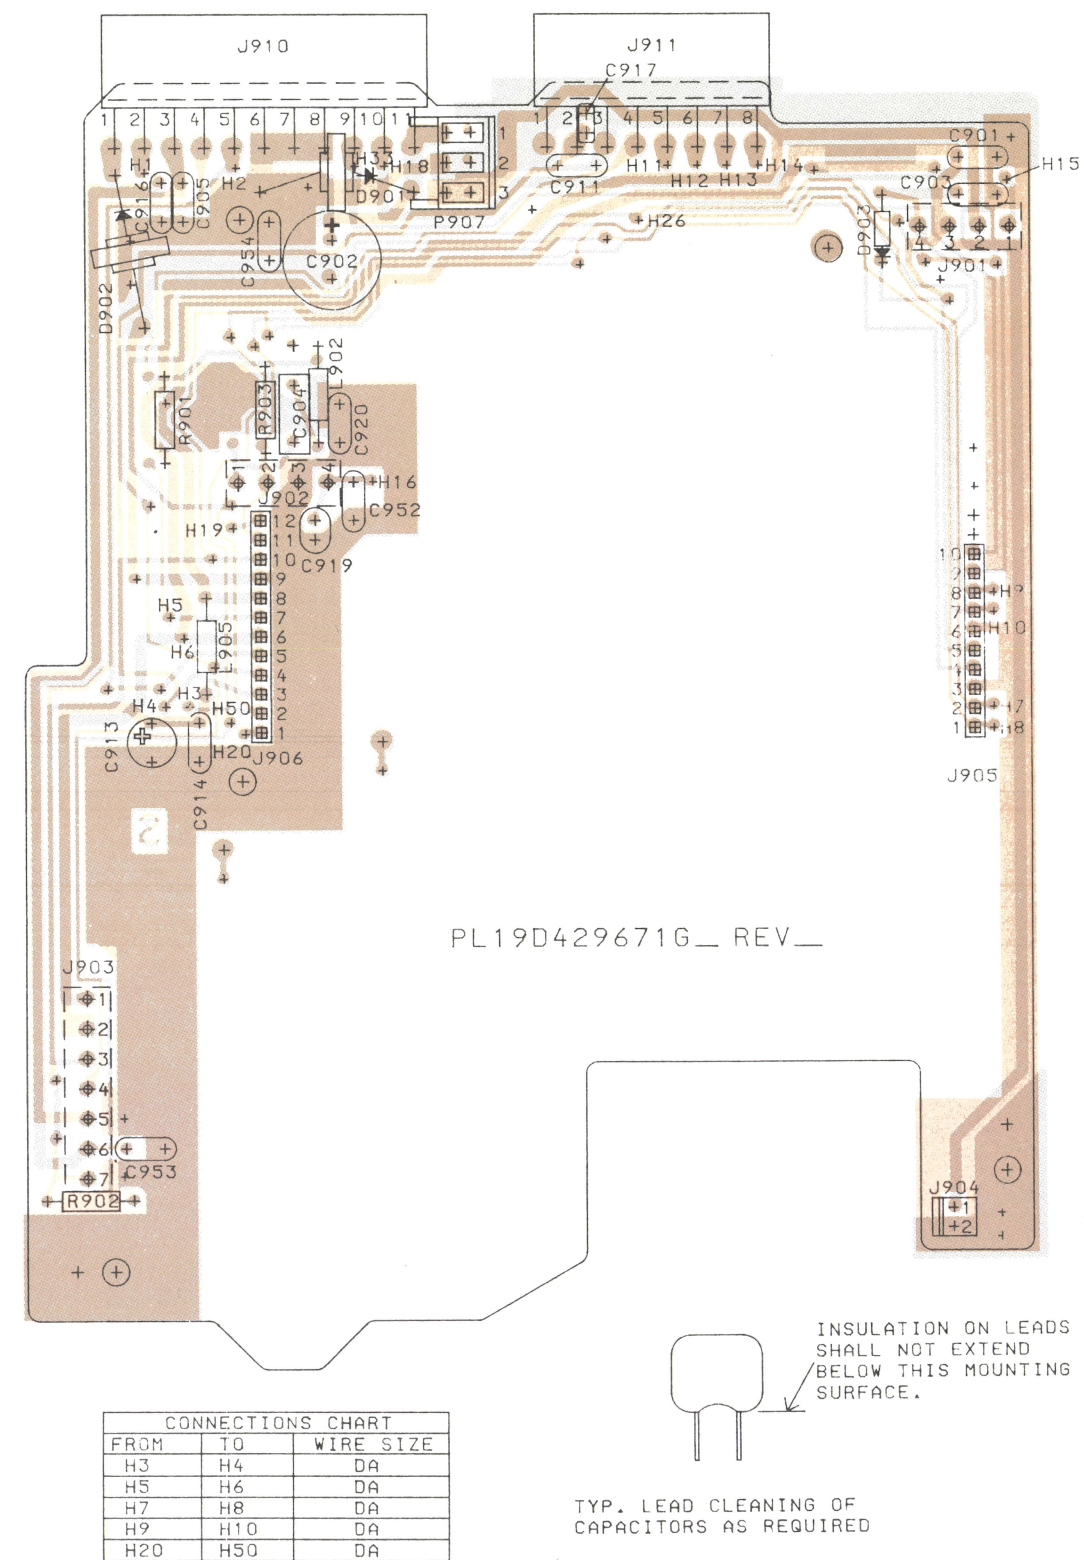 J910
J911
C917
1 2 3 4 5 6 7 8 9 10 11
1 2 3 4 5 6 7 8
1
2
3
C901
H15
H1
H2
H33
H18
D901
C911
H11
H12
H13
H14
C903
C916
C905
C954
C902
P907
H26
D903
4 3 2 1
J901
D902
L902
R901
R903
C904
C920
1 2 3 4
J902
H16
C952
H19
C919
12
11
10
9
8
7
6
5
4
3
2
1
H5
H6
L905
H4
H3
H50
H20
J906
C913
C914
10
9
8
7
6
5
4
3
2
1
H9
H10
H7
H8
J905
PL19D429671G_ REV_
J903
1
2
3
4
5
6
7
C953
R902
J904
1
2
INSULATION ON LEADS
SHALL NOT EXTEND
BELOW THIS MOUNTING
SURFACE.
TYP. LEAD CLEANING OF
CAPACITORS AS REQUIRED
CONNECTIONS CHART
FROM TO WIRE SIZE
H3 H4 DA
H5 H6 DA
H7 H8 DA
H9 H10 DA
H20 H50 DA